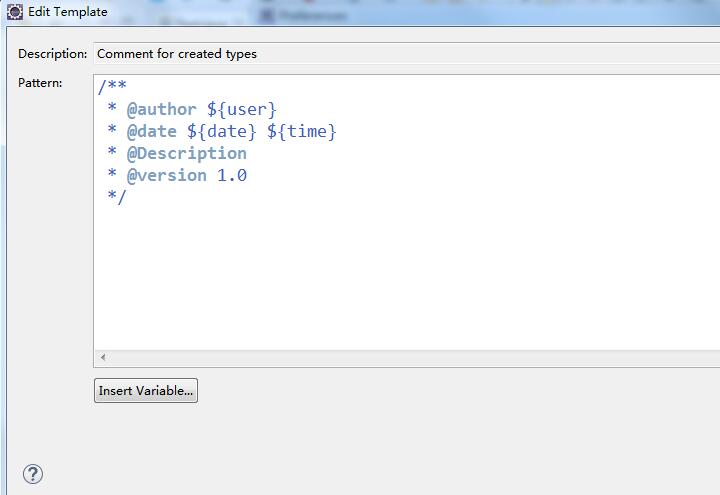 Edit Template
Preferences
Description: Comment for created types
Pattern:
/**
* @author ${user}
* @date ${date} ${time}
* @Description
* @version 1.0
*/
Insert Variable...
?